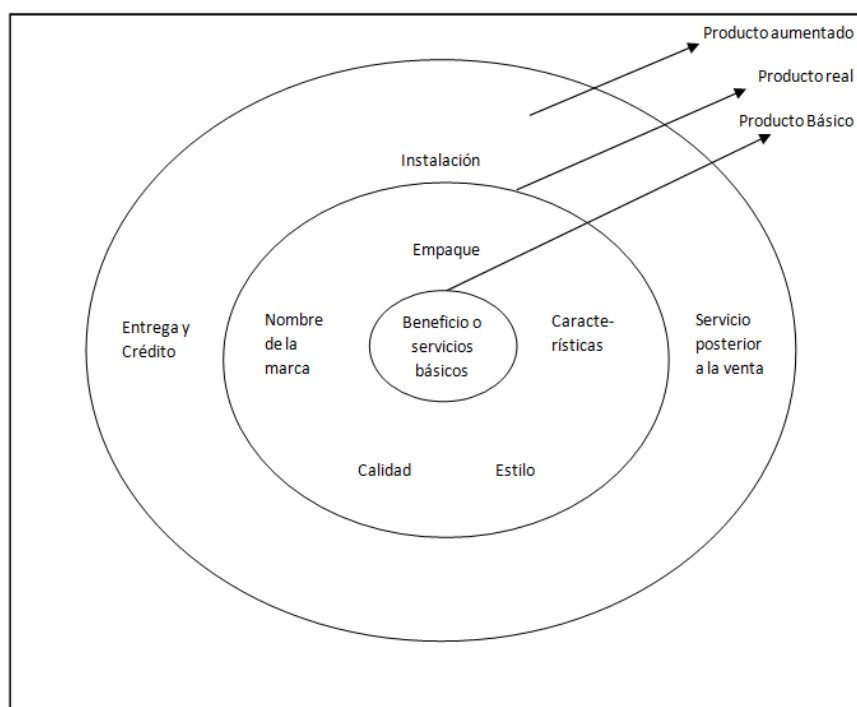 Producto aumentado
Producto real
Producto Básico
Instalación
Empaque
Entrega y
Crédito
Nombre
de la
marca
Beneficio o
servicios
básicos
Caracte-
rísticas
Servicio
posterior
a la venta
Calidad
Estilo